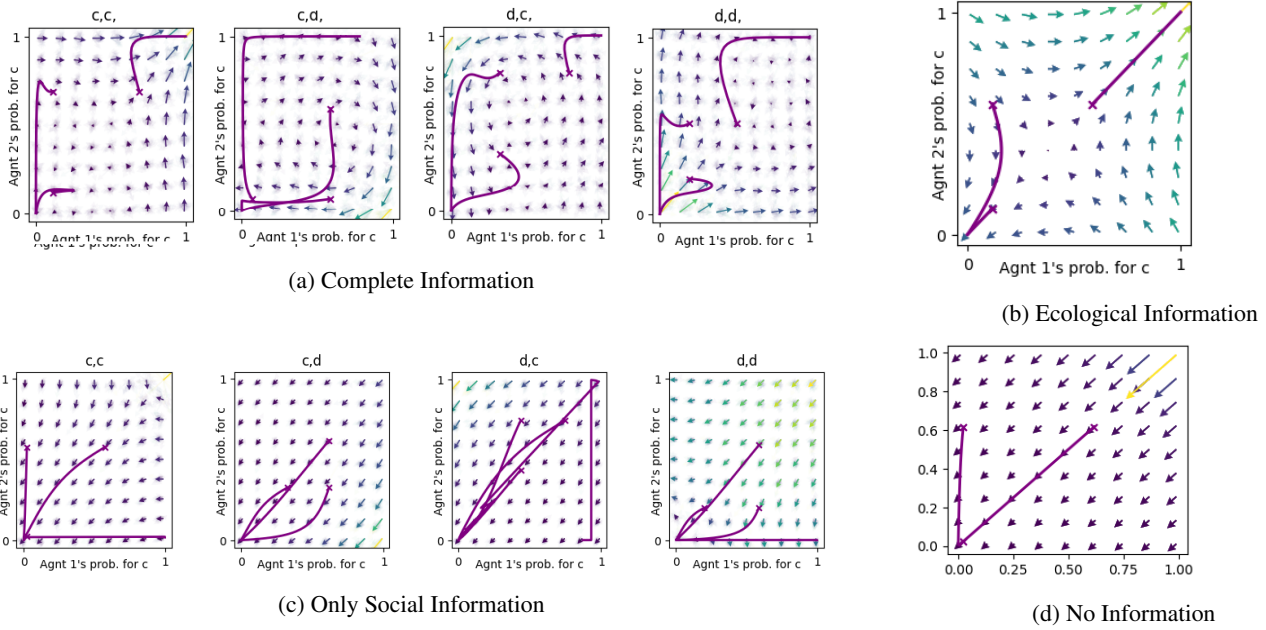 c,c,
c,d,
d,c,
d,d,
1
0
Agnt 2's prob. for c
0
Agnt 1's prob. for c
1
1
0
Agnt 2's prob. for c
0
Agnt 1's prob. for c
1
1
0
Agnt 2's prob. for c
0
Agnt 1's prob. for c
1
1
0
Agnt 2's prob. for c
0
Agnt 1's prob. for c
1
(a) Complete Information
1
0
Agnt 2's prob. for c
0
1
Agnt 1's prob. for c
(b) Ecological Information
c,c
c,d
d,c
d,d
1
0
Agnt 2's prob. for c
0
1
Agnt 1's prob. for c
1
0
Agnt 2's prob. for c
0
1
Agnt 1's prob. for c
1
0
Agnt 2's prob. for c
0
1
Agnt 1's prob. for c
1
0
Agnt 2's prob. for c
0
1
Agnt 1's prob. for c
(c) Only Social Information
1.0
0.8
0.6
0.4
0.2
0.0
0.00 0.25 0.50 0.75 1.00
(d) No Information